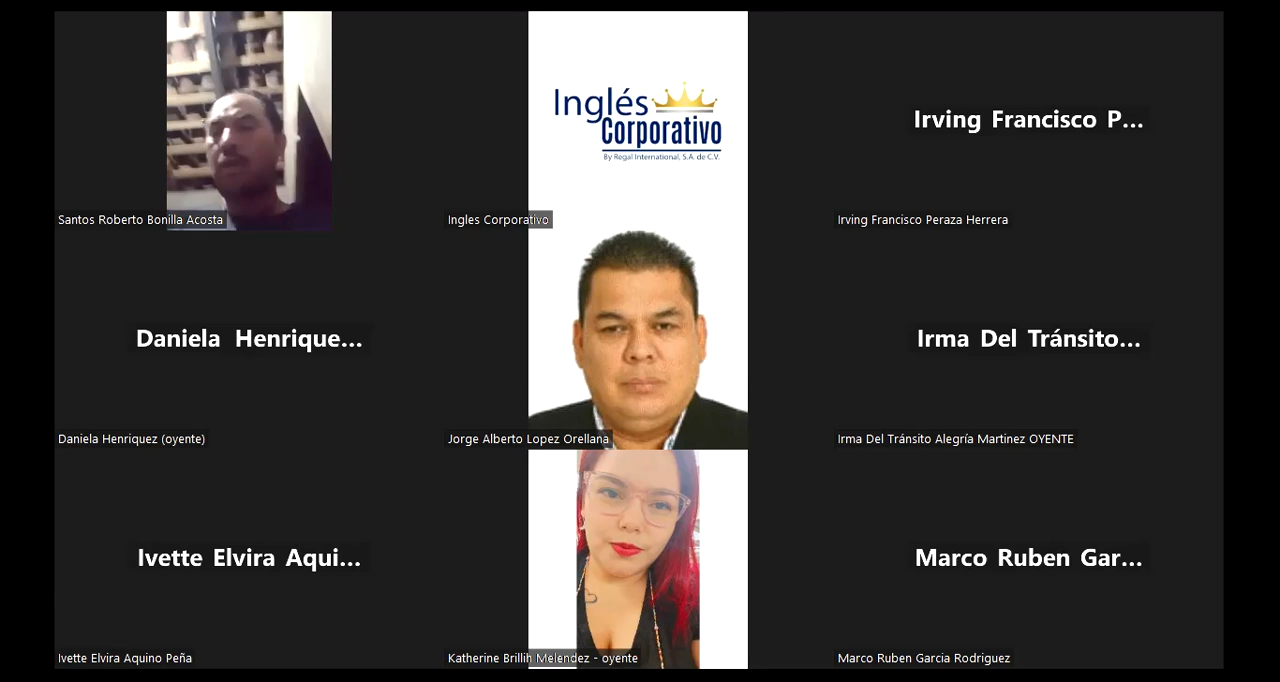 Inglés
Corporativo
By Regal International, S.A. de C.V.
Irving Francisco P...
Santos Roberto Bonilla Acosta
Ingles Corporativo
Irving Francisco Peraza Herrera
Daniela Henrique...
Irma Del Tránsito...
Daniela Henriquez (oyente)
Jorge Alberto Lopez Orellana
Irma Del Tránsito Alegría Martinez OYENTE
Ivette Elvira Aqui...
Marco Ruben Gar...
Ivette Elvira Aquino Peña
Katherine Brillih Melendez - oyente
Marco Ruben Garcia Rodriguez